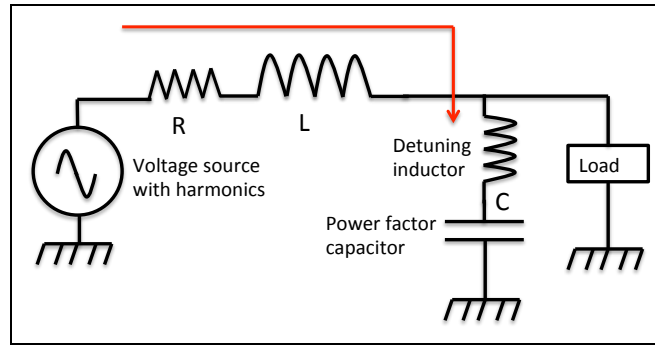 R
L
Voltage source
with harmonics
Detuning
inductor
Load
C
Power factor
capacitor